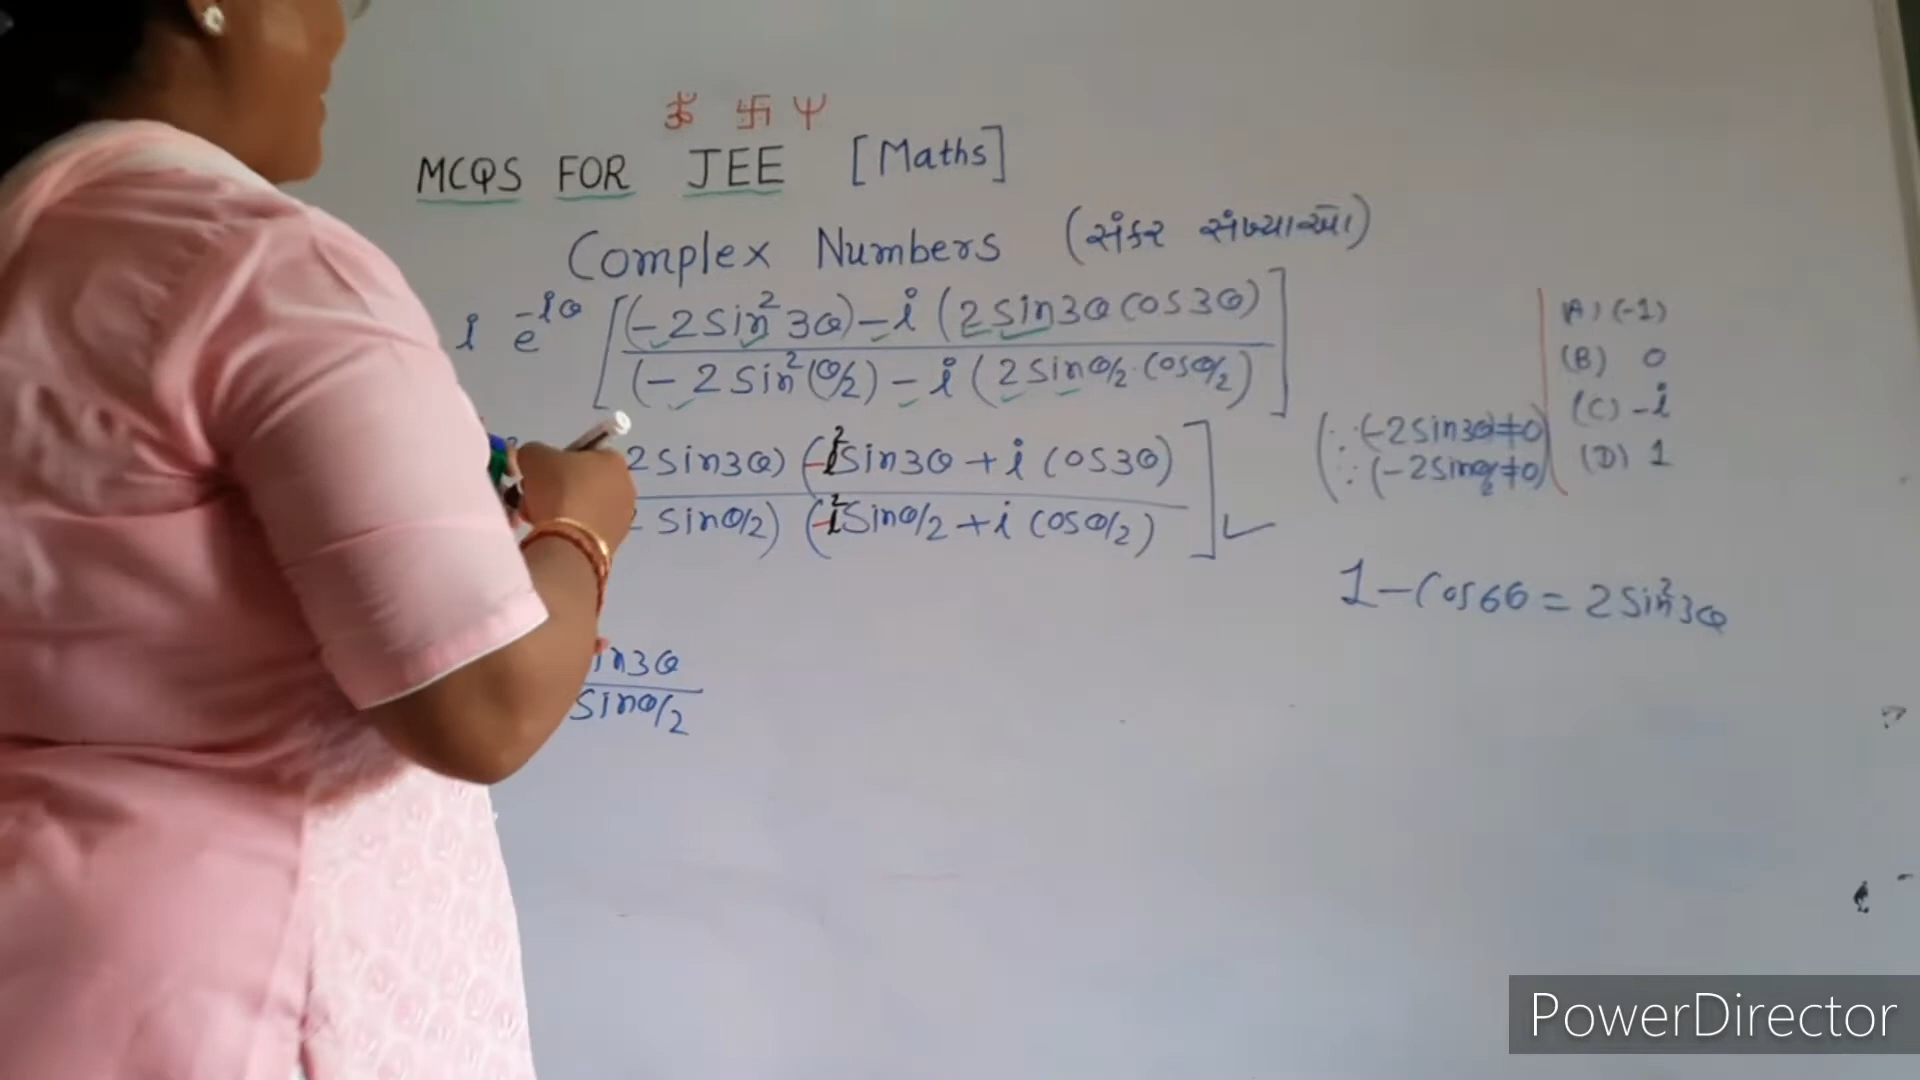 ૐ 卐 Ψ
MCQS FOR JEE [Maths]
Complex Numbers (સંકર સંખ્યાઓ)
i e^-iθ [(-2Sin²3θ)-i(2Sin3θ Cos3θ)
(-2Sin²(θ/2)-i(2Sinθ/2·Cosθ/2)]
2Sin3θ) (-i²Sin3θ+i Cos3θ)
Sinθ/2) (-i²Sinθ/2+i Cosθ/2)] ✓
in3θ
Sinθ/2
(∵(-2Sin3θ≠0)
∵(-2Sinθ/2≠0)
A) (-1)
(B) 0
(C) -i
(D) 1
1-Cos6θ=2Sin²3θ
PowerDirector